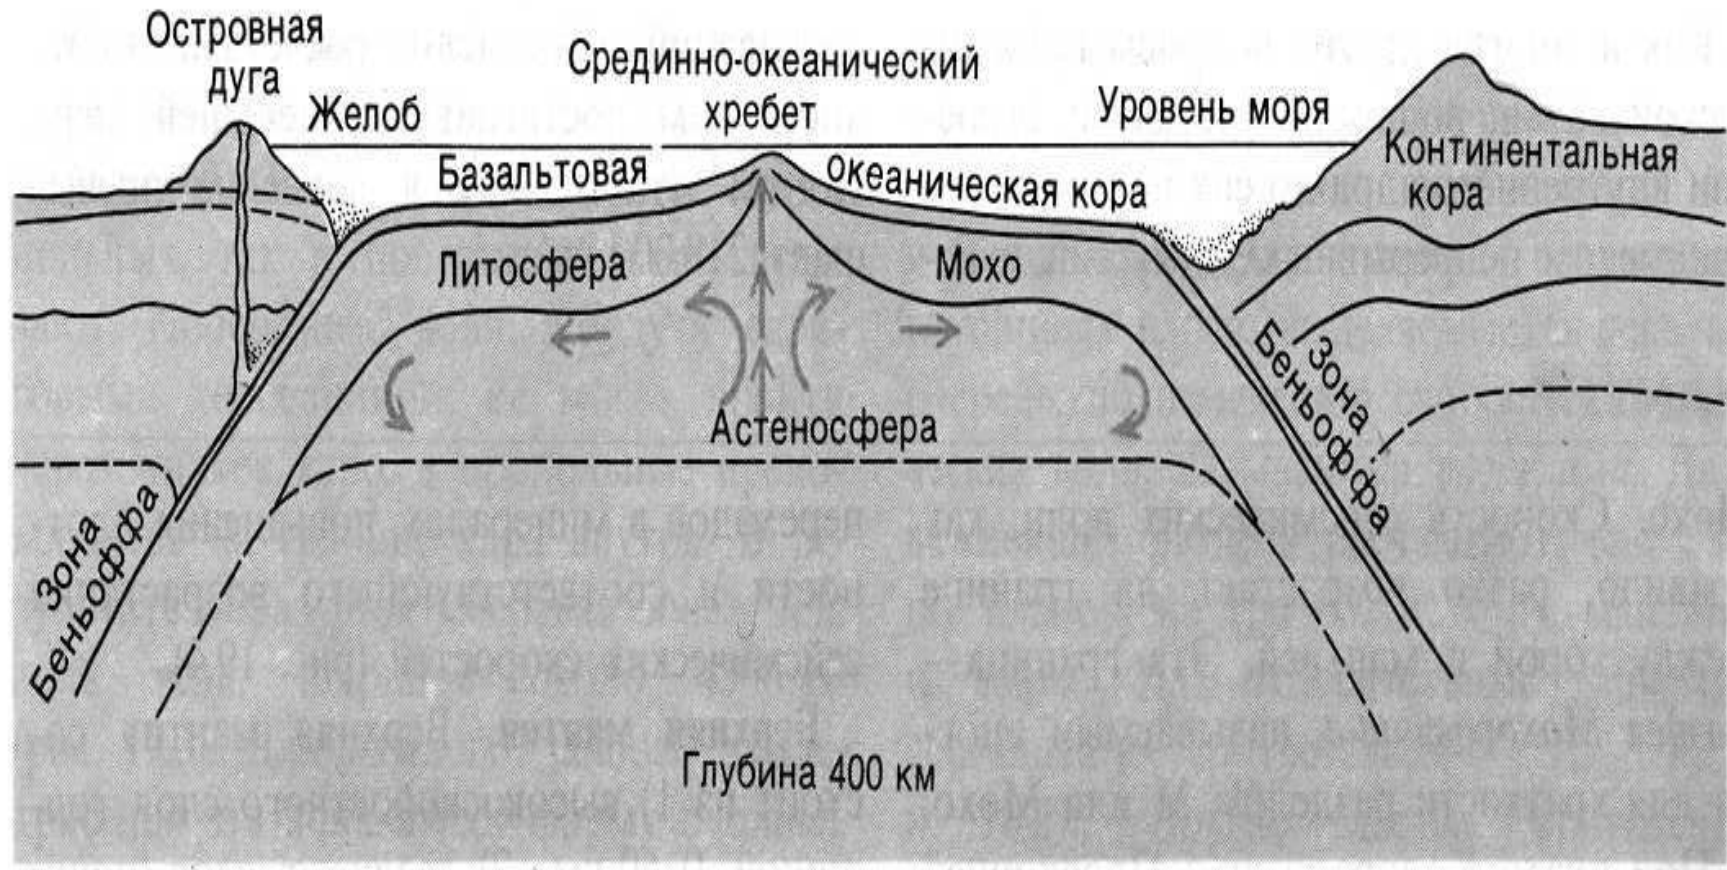 Островная
дуга
Желоб
Срединно-океанический
хребет
Уровень моря
Базальтовая
океаническая кора
Континентальная
кора
Литосфера
Мохо
Астеносфера
Зона
Беньоффа
Зона
Беньоффа
Глубина 400 км